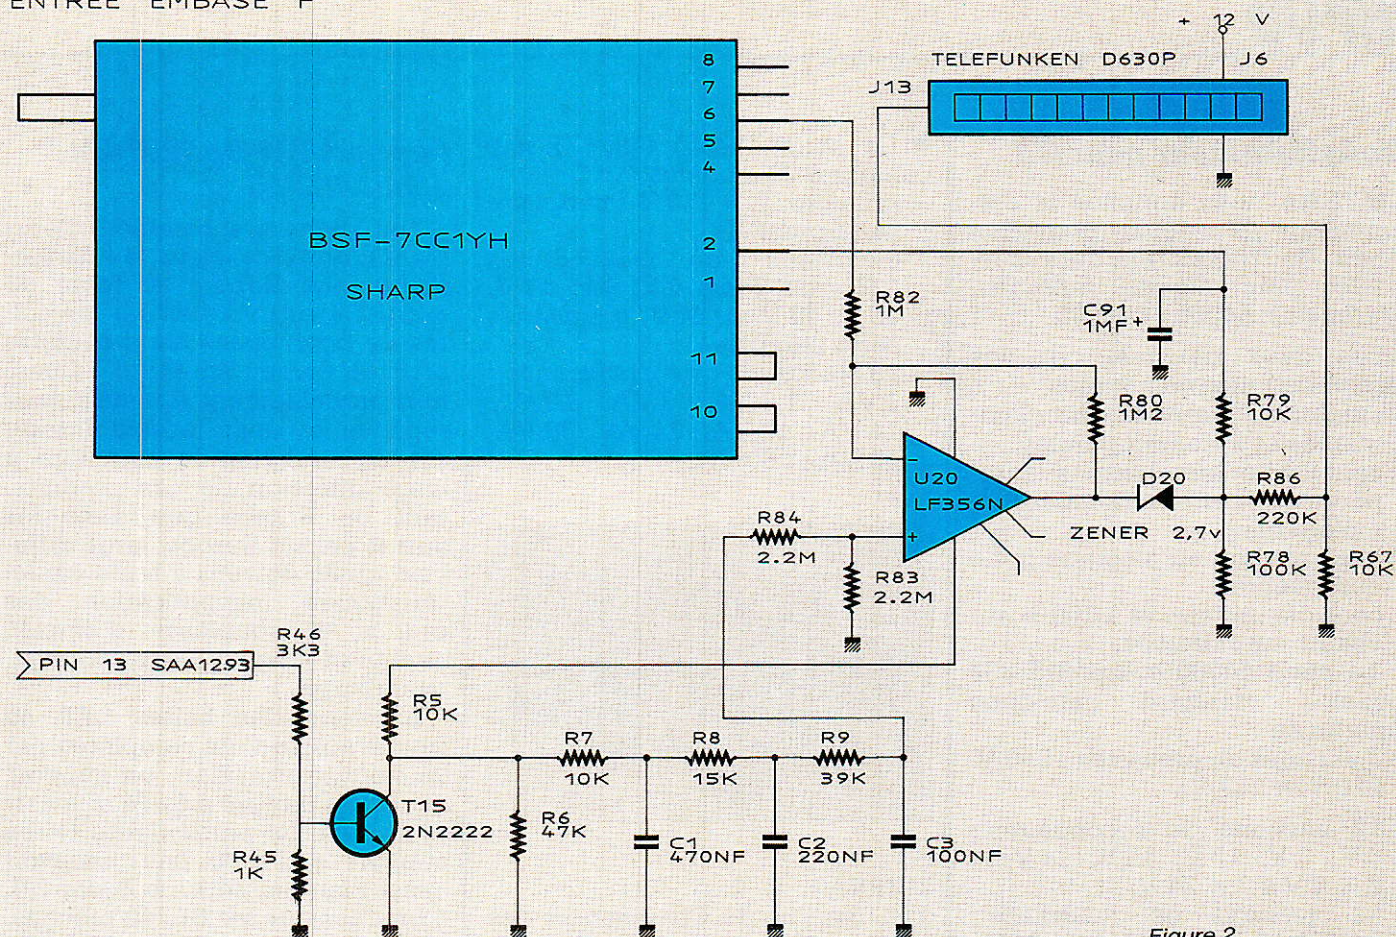 ENTREE EMBASE F
+ 12 V
TELEFUNKEN D630P
J6
J13
8
7
6
5
4
2
1
11
10
BSF-7CC1YH
SHARP
R82
1M
C91
1MF+
R80
1M2
R79
10K
U20
LF356N
-
+
D20
ZENER 2,7v
R86
220K
R84
2.2M
R83
2.2M
R78
100K
R67
10K
R46
3K3
PIN 13 SAA1293
R5
10K
R7
10K
R8
15K
R9
39K
T15
2N2222
R6
47K
R45
1K
C1
470NF
C2
220NF
C3
100NF
Figure 2